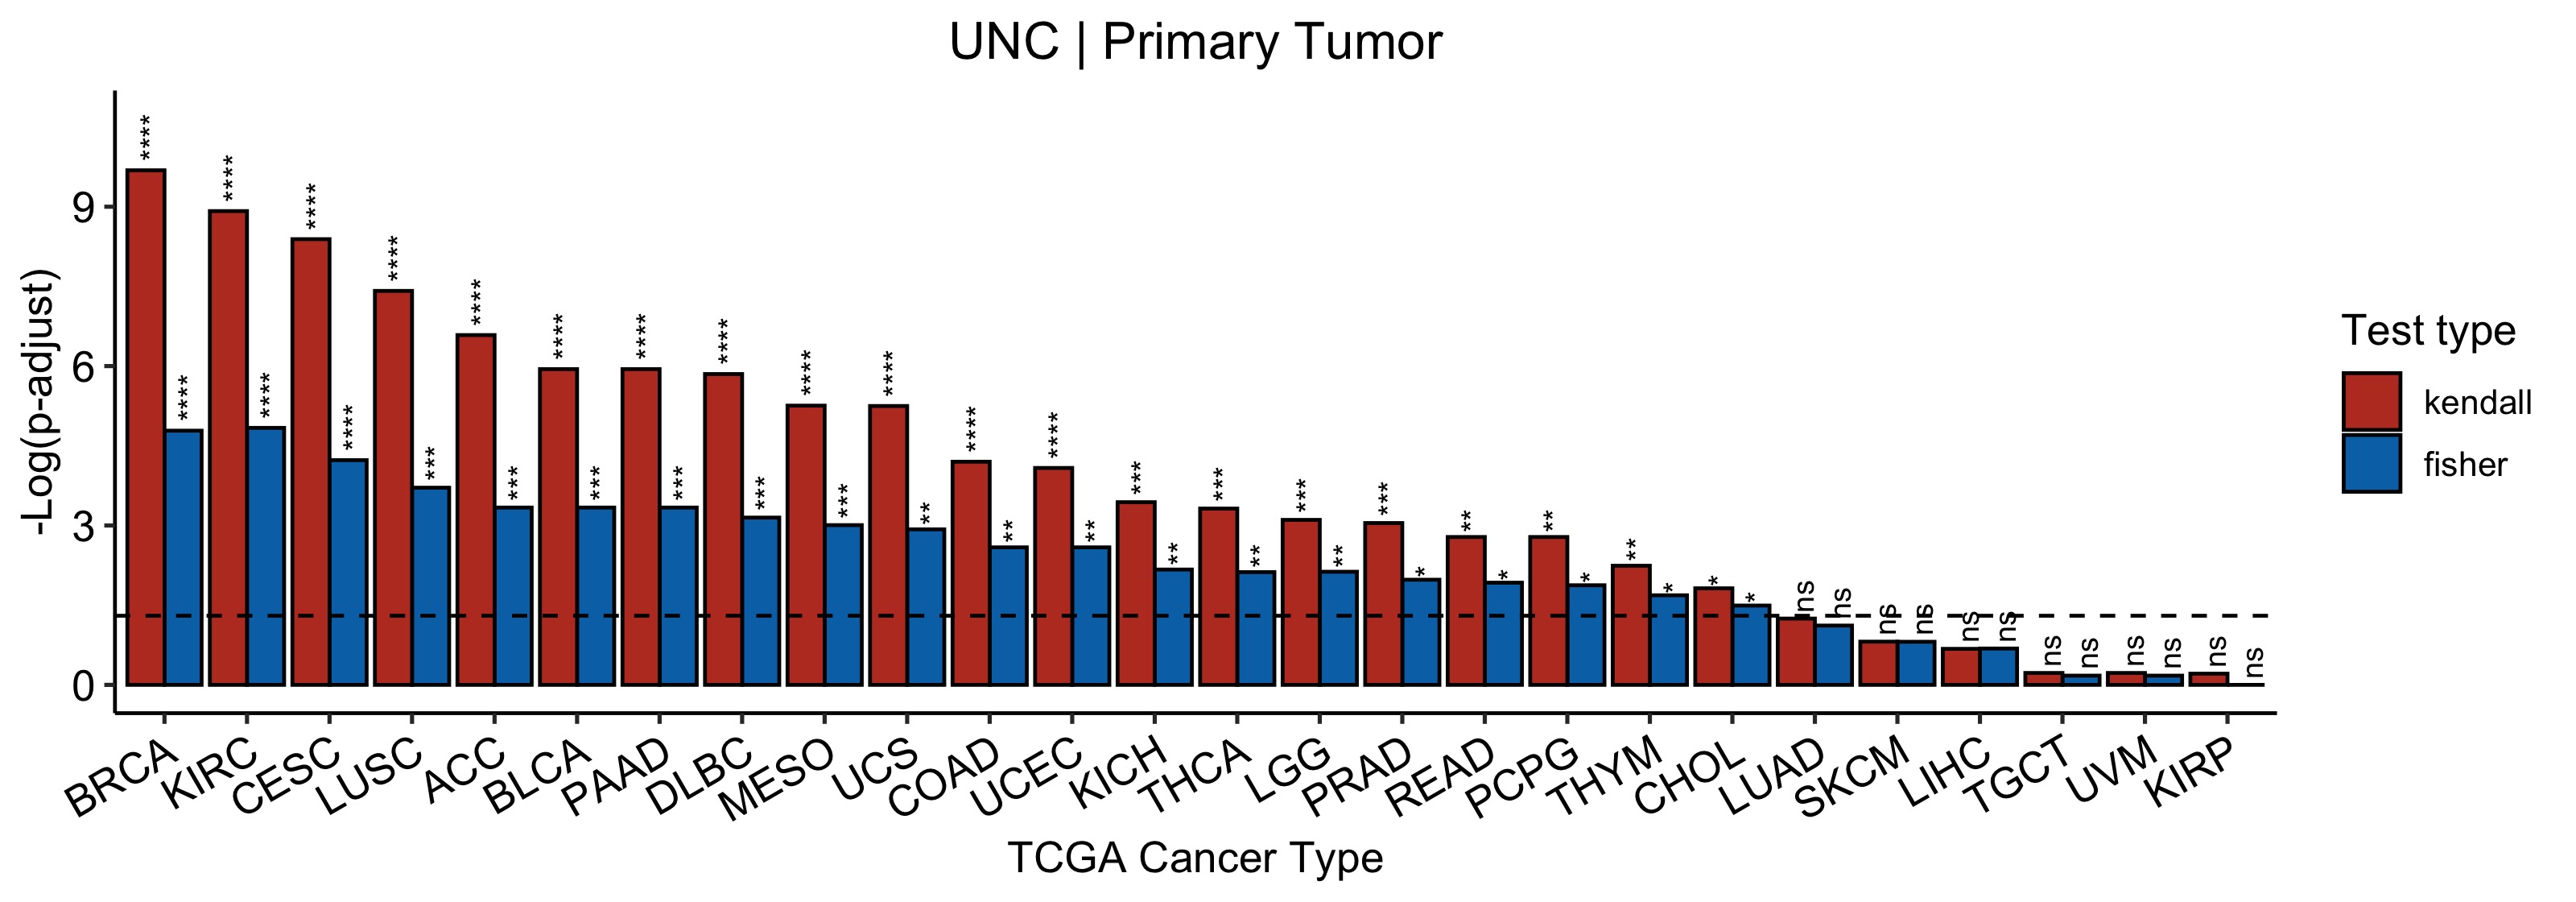 UNC | Primary Tumor
-Log(p-adjust)
9
6
3
0
**** **** **** **** **** **** **** *** **** *** **** *** **** *** **** *** **** *** **** ** **** ** **** ** *** ** *** ** *** ** *** * ** * ** * ** * * * ns ns ns ns ns ns ns ns ns ns ns ns
BRCA KIRC CESC LUSC ACC BLCA PAAD DLBC MESO UCS COAD UCEC KICH THCA LGG PRAD READ PCPG THYM CHOL LUAD SKCM LIHC TGCT UVM KIRP
TCGA Cancer Type
Test type
kendall
fisher